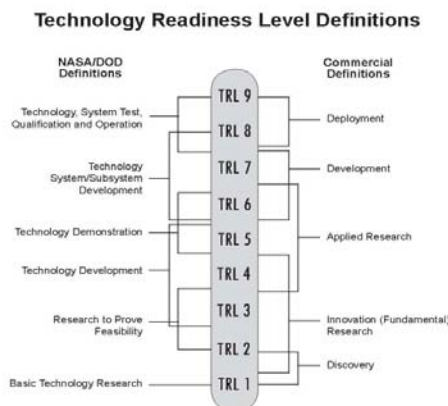 Technology Readiness Level Definitions
NASA/DOD
Definitions
Commercial
Definitions
Technology, System Test,
Qualification and Operation
Technology
System/Subsystem
Development
Technology Demonstration
Technology Development
Research to Prove
Feasibility
Basic Technology Research
TRL 9
TRL 8
TRL 7
TRL 6
TRL 5
TRL 4
TRL 3
TRL 2
TRL 1
Deployment
Development
Applied Research
Innovation (Fundamental)
Research
Discovery